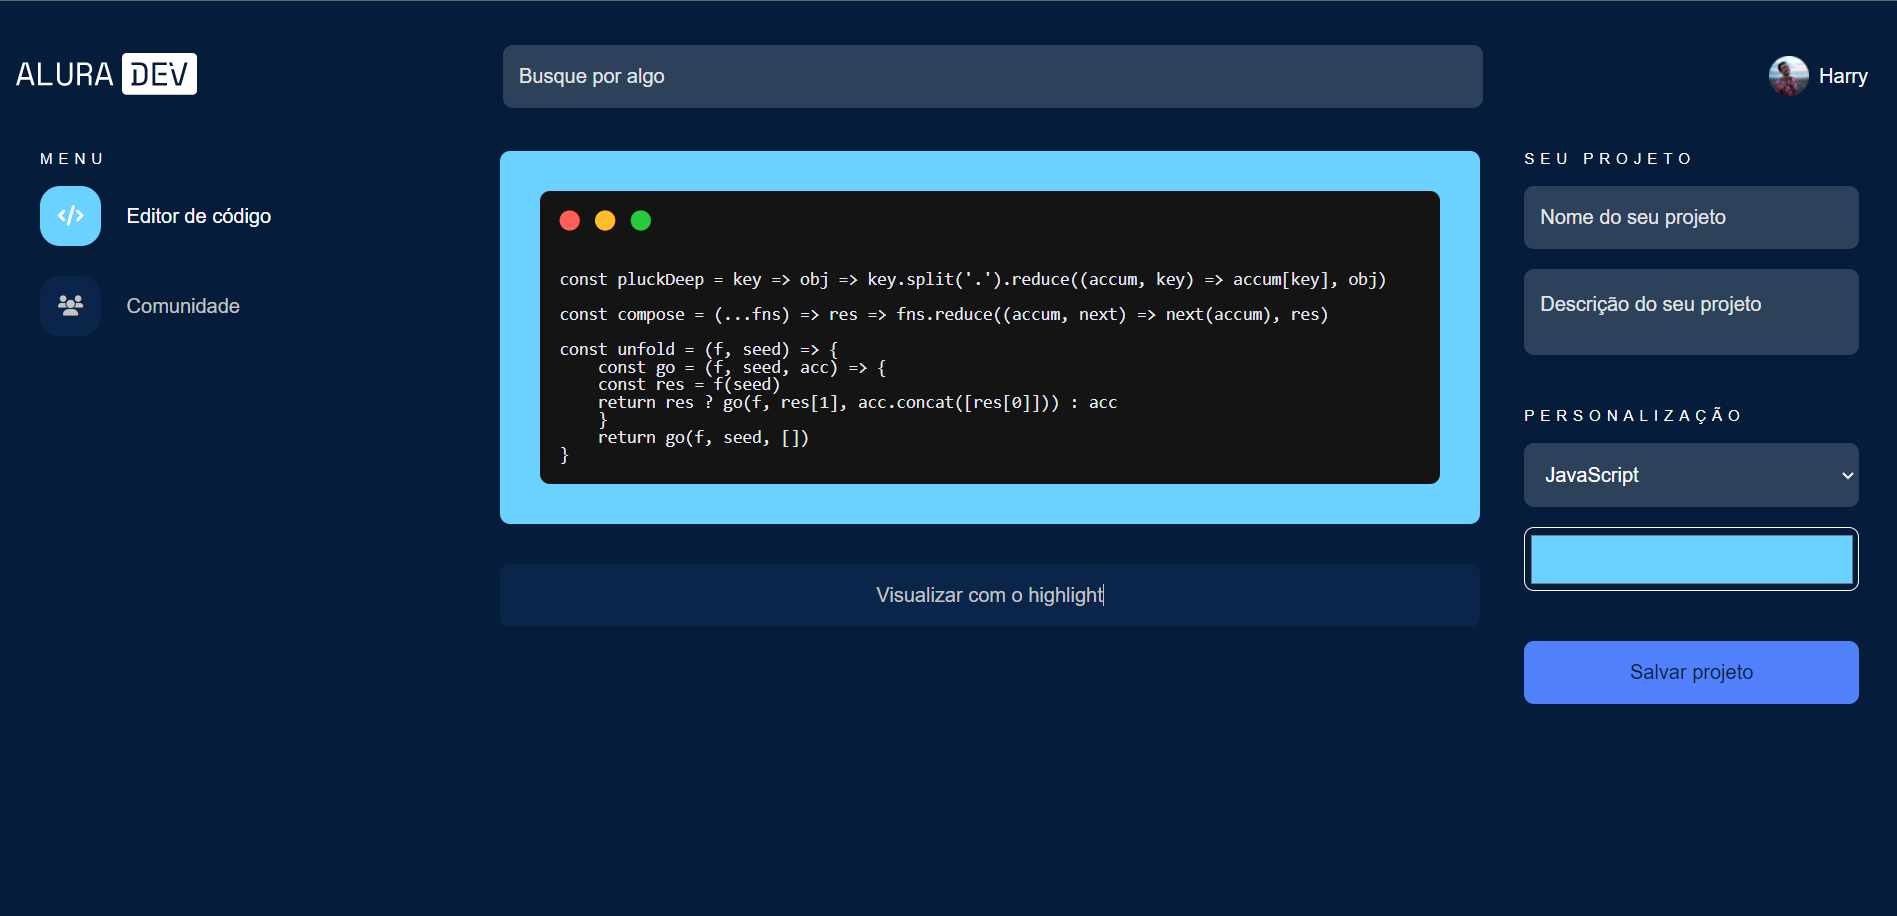 ALURA DEV
Busque por algo
Harry
MENU
Editor de código
Comunidade
const pluckDeep = key => obj => key.split('.').reduce((accum, key) => accum[key], obj)
const compose = (...fns) => res => fns.reduce((accum, next) => next(accum), res)
const unfold = (f, seed) => {
    const go = (f, seed, acc) => {
    const res = f(seed)
    return res ? go(f, res[1], acc.concat([res[0]])) : acc
    }
    return go(f, seed, [])
}
Visualizar com o highlight
SEU PROJETO
Nome do seu projeto
Descrição do seu projeto
PERSONALIZAÇÃO
JavaScript
Salvar projeto